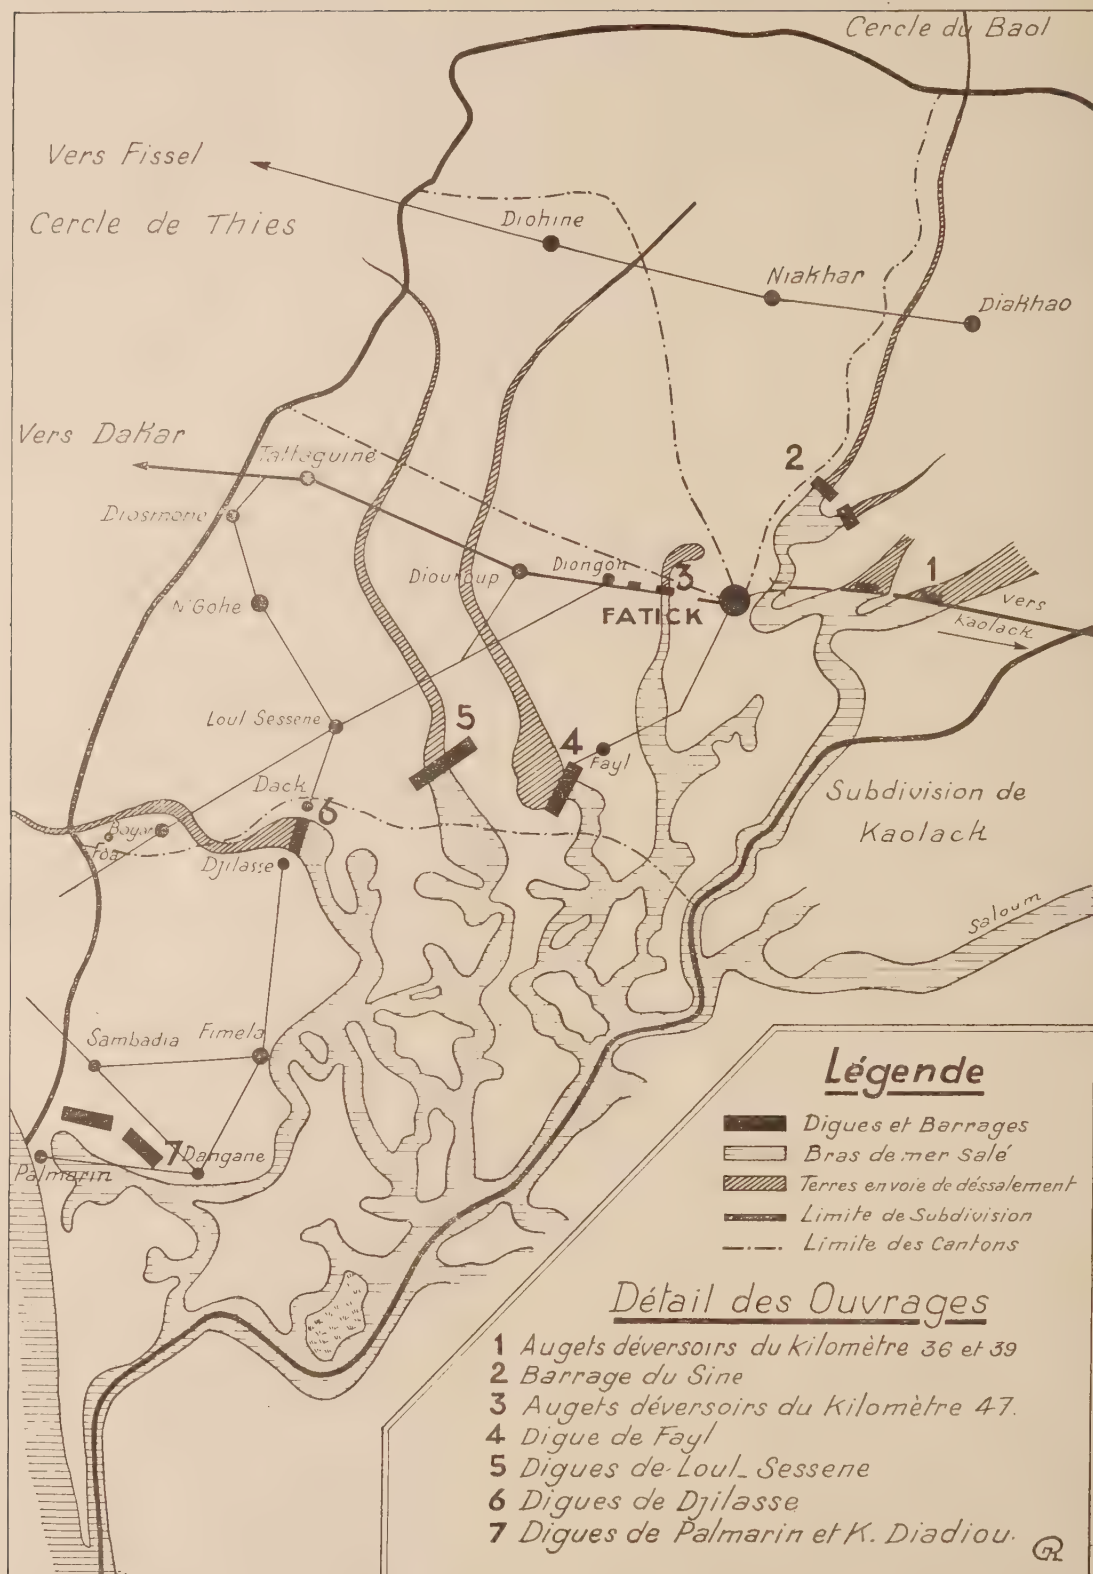 Cercle du Baol
Vers Fissel
Cercle de Thies
Diohine
Niakhar
Diakhao
Vers Dakar
Tattaguine
2
Diosmone
Diouroup
Diongon
3
1
FATICK
vers
Kaolack
N'Gohe
Loul Sessene
5
4
Fayl
Dack
6
Subdivision de
Kaolack
Foa
Djilasse
Saloum
Sambadia
Fimela
7
Dangane
Palmarin
Légende
Digues et Barrages
Bras de mer Salé
Terres en voie de déssalement
Limite de Subdivision
Limite des Cantons
Détail des Ouvrages
1 Augets déversoirs du Kilomètre 36 et 39
2 Barrage du Sine
3 Augets déversoirs du Kilomètre 47.
4 Digue de Fayl
5 Digues de Loul_Sessene
6 Digues de Djilasse
7 Digues de Palmarin et K. Diadiou.